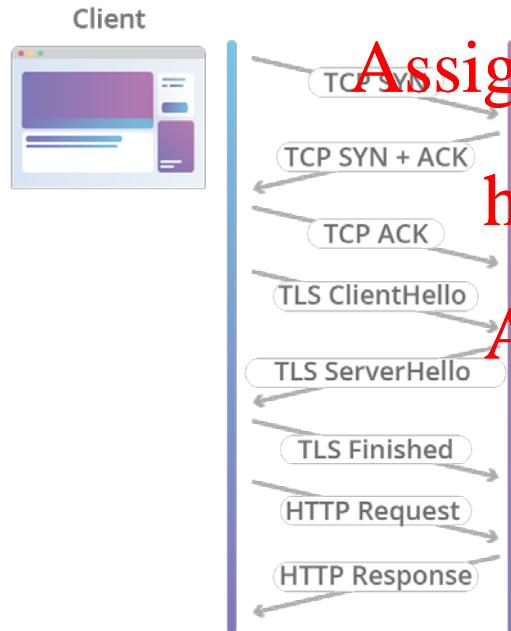 Client
TCP SYN
TCP SYN + ACK
h
TCP ACK
TLS ClientHello
TLS ServerHello
TLS Finished
HTTP Request
HTTP Response